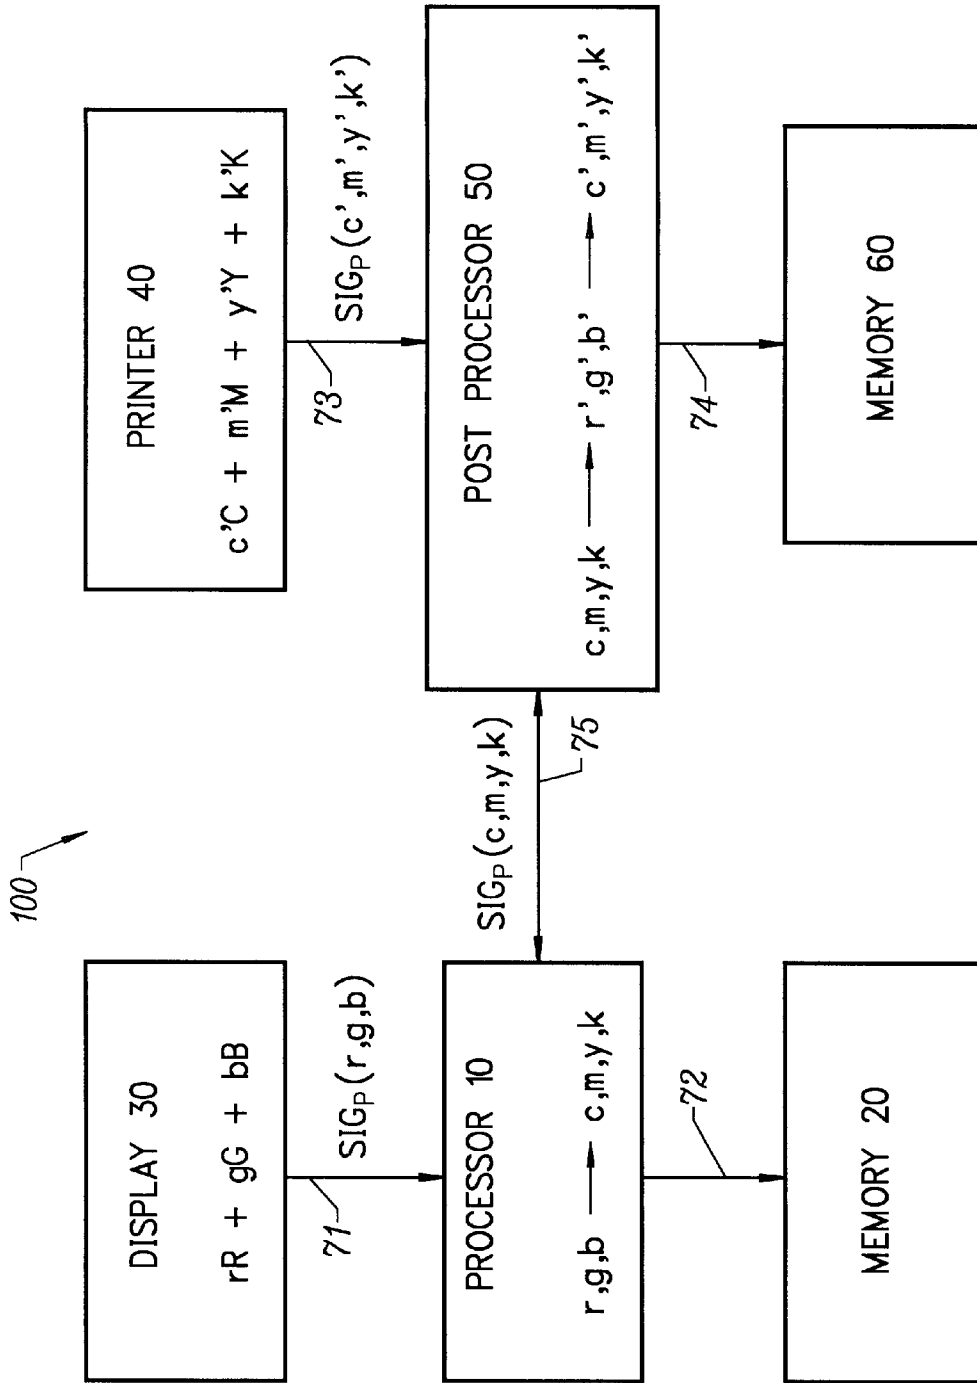 100
DISPLAY 30
rR + gG + bB
71
SIGP(r,g,b)
PROCESSOR 10
r,g,b → c,m,y,k
72
MEMORY 20
SIGP(c,m,y,k)
75
PRINTER 40
c'C + m'M + y'Y + k'K
73
SIGP(c',m',y',k')
POST PROCESSOR 50
c,m,y,k → r',g',b' → c',m',y',k'
74
MEMORY 60